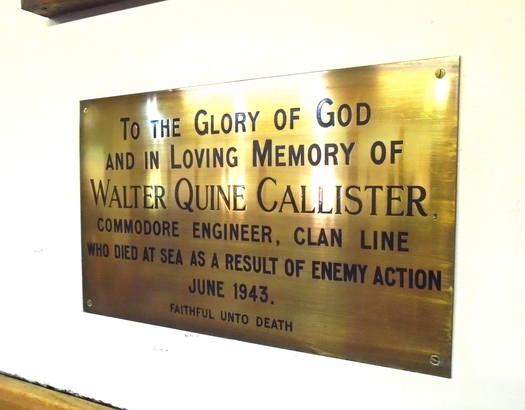 To the Glory of God
and in Loving Memory of
Walter Quine Callister,
Commodore Engineer, Clan Line
who died at sea as a result of enemy action
June 1943.
Faithful unto death